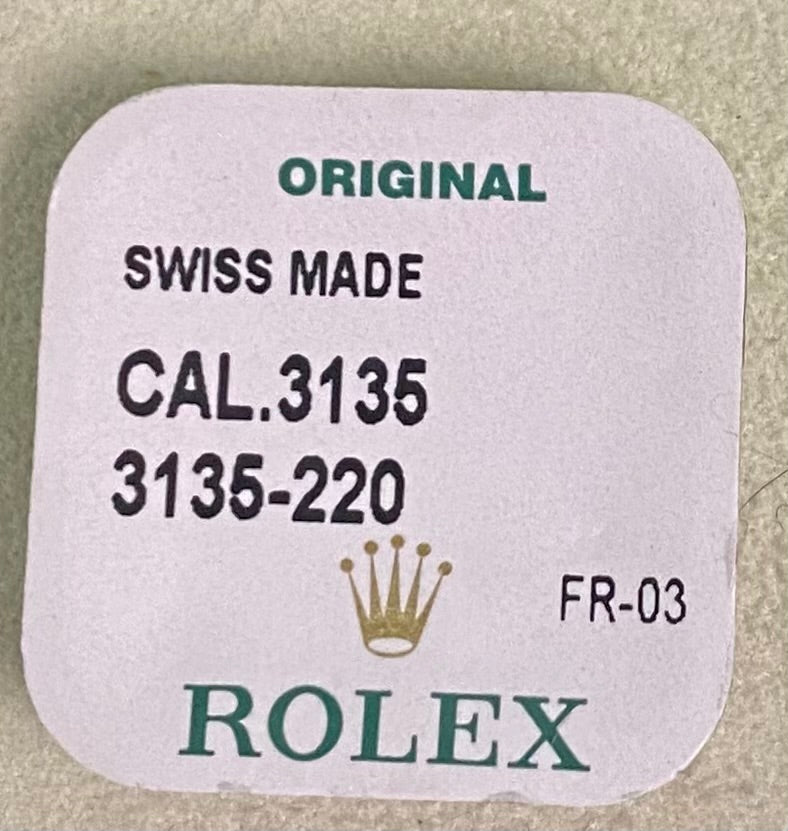 ORIGINAL
SWISS MADE
CAL.3135
3135-220
FR-03
ROLEX